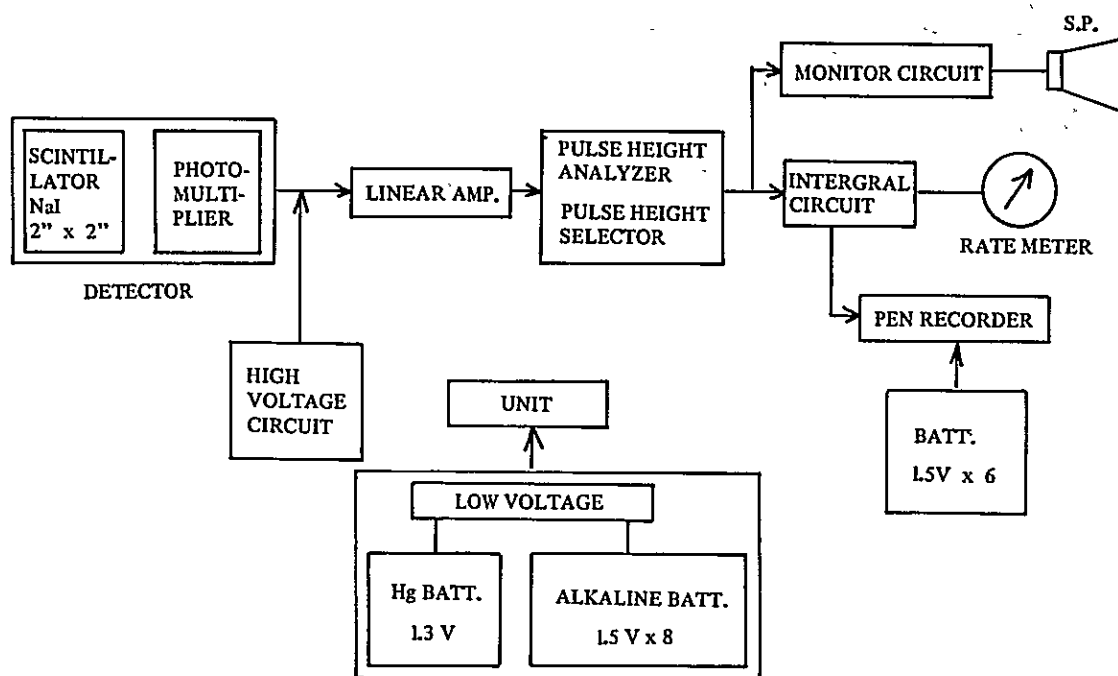 S.P.
MONITOR CIRCUIT
SCINTIL-
LATOR
NaI
2" x 2"
PHOTO-
MULTI-
PLIER
DETECTOR
LINEAR AMP.
PULSE HEIGHT
ANALYZER
PULSE HEIGHT
SELECTOR
INTERGRAL
CIRCUIT
RATE METER
PEN RECORDER
HIGH
VOLTAGE
CIRCUIT
UNIT
BATT.
1.5V x 6
LOW VOLTAGE
Hg BATT.
1.3 V
ALKALINE BATT.
1.5 V x 8